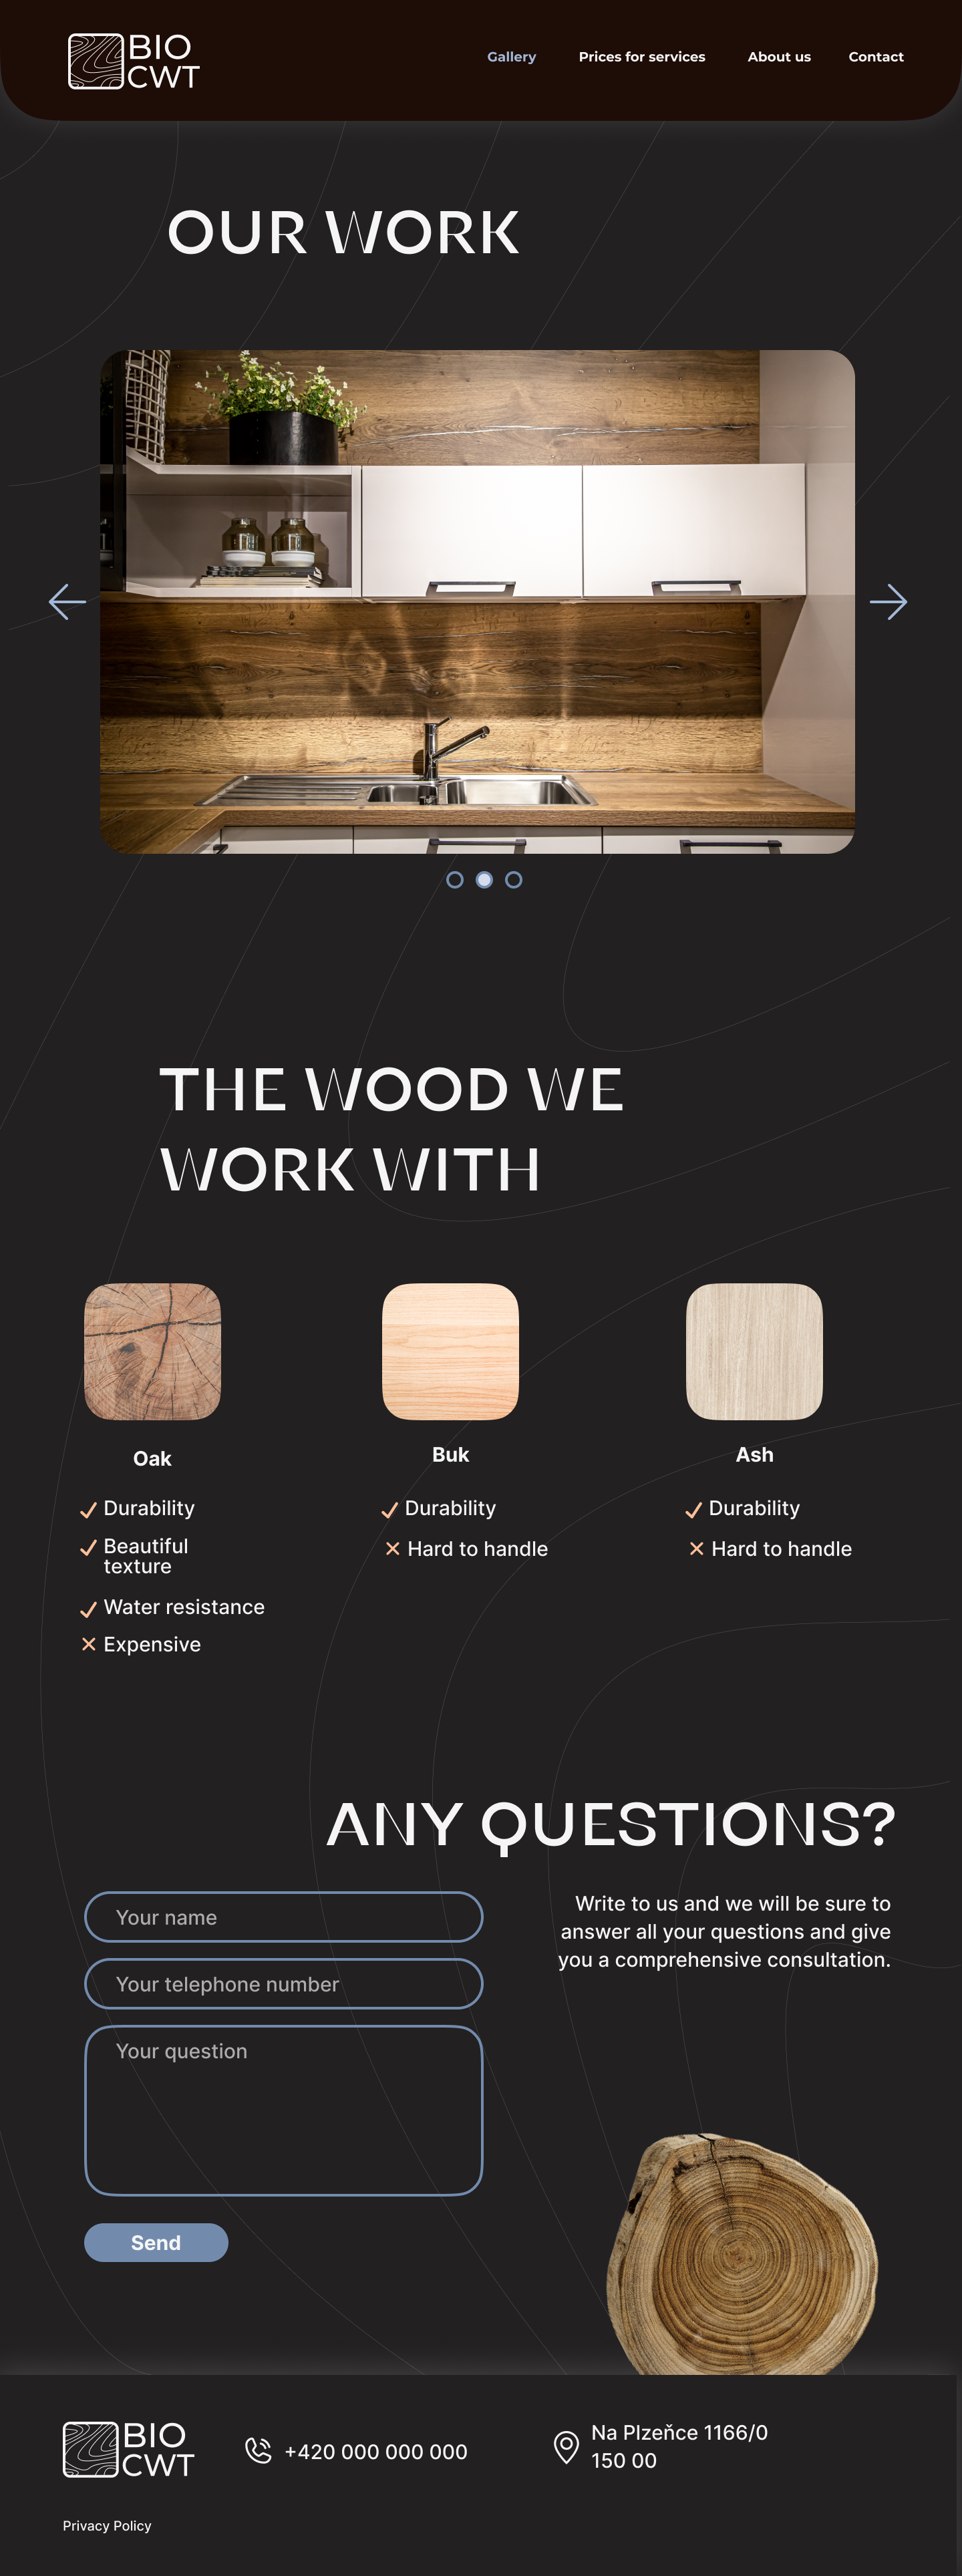 BIO
CWT
Gallery Prices for services About us Contact
OUR WORK
THE WOOD WE
WORK WITH
Oak
Durability
Beautiful
texture
Water resistance
Expensive
Buk
Durability
Hard to handle
Ash
Durability
Hard to handle
ANY QUESTIONS?
Your name
Your telephone number
Your question
Send
Write to us and we will be sure to
answer all your questions and give
you a comprehensive consultation.
BIO
CWT
+420 000 000 000
Na Plzeňce 1166/0
150 00
Privacy Policy